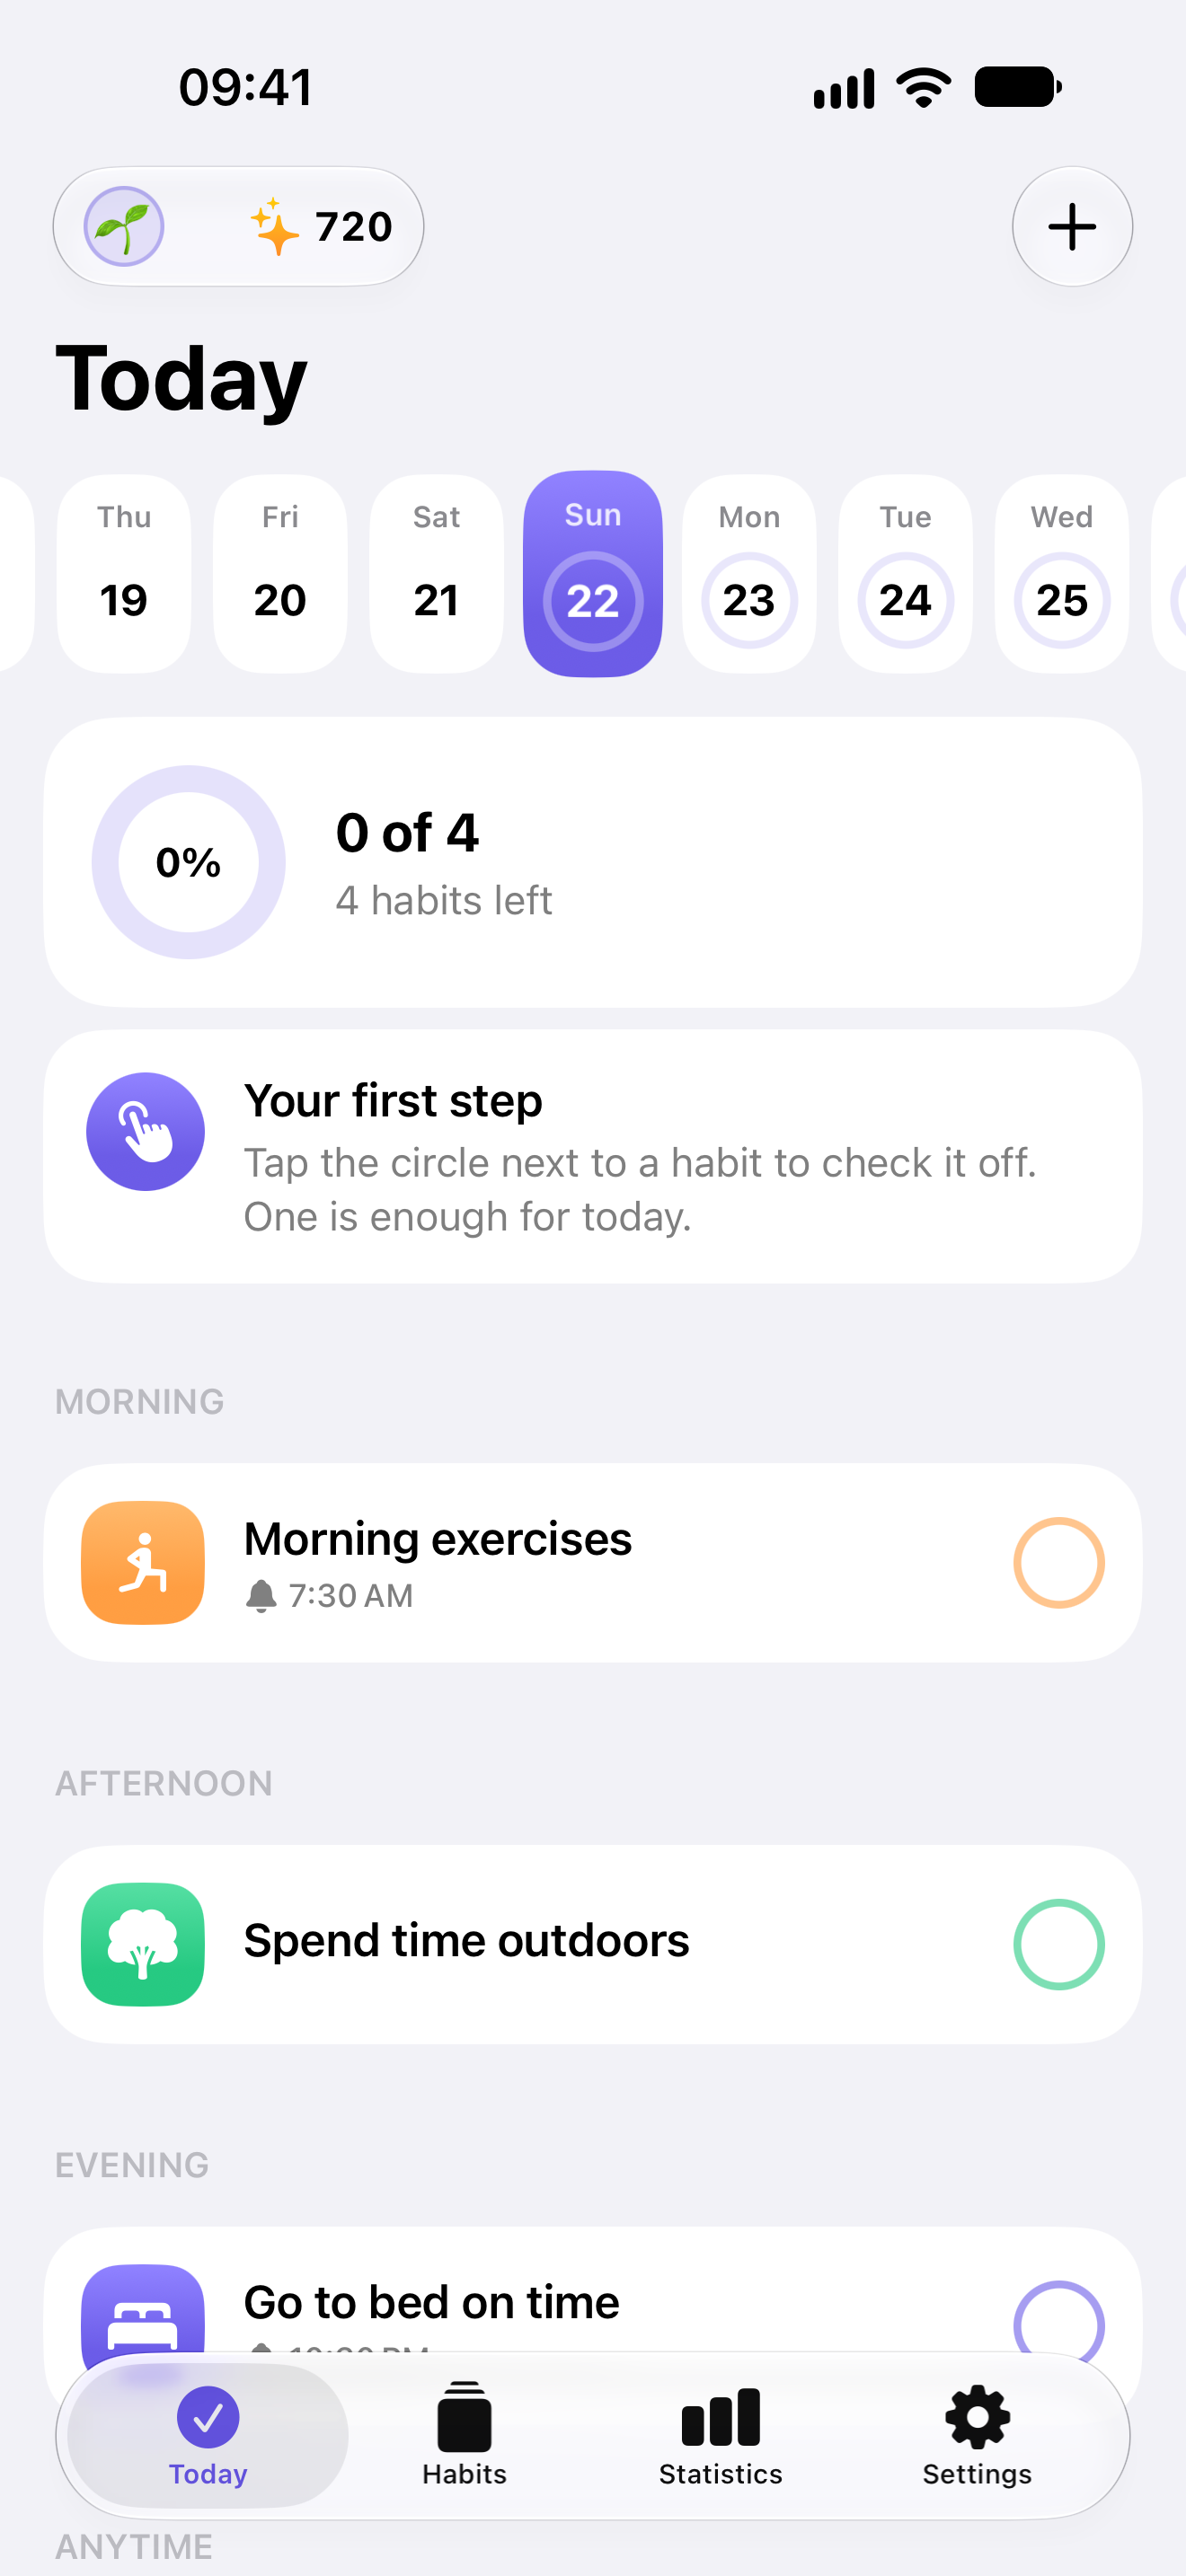 09:41
720
Today
Thu Fri Sat Sun Mon Tue Wed
19 20 21 22 23 24 25
0%
0 of 4
4 habits left
Your first step
Tap the circle next to a habit to check it off.
One is enough for today.
MORNING
Morning exercises
7:30 AM
AFTERNOON
Spend time outdoors
EVENING
Go to bed on time
Today Habits Statistics Settings
ANYTIME